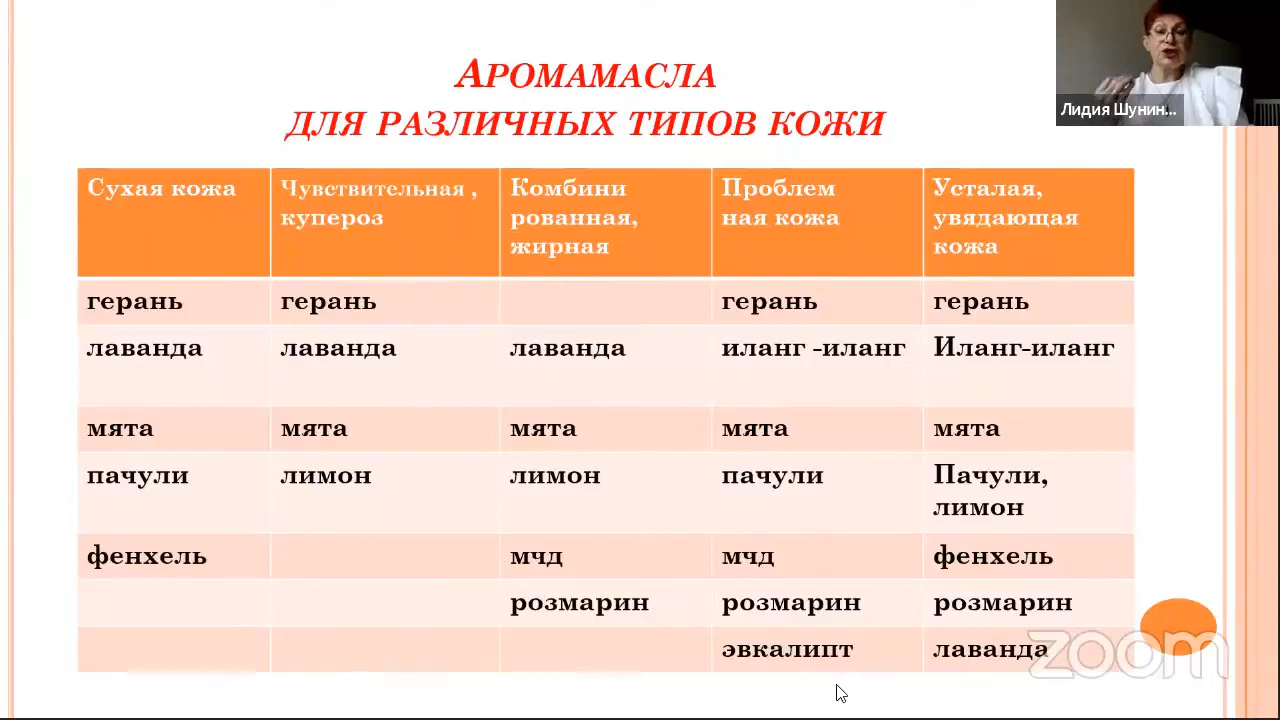 Аромамасла
для различных типов кожи
Лидия Шунин...
Сухая кожа
Чувствительная ,
купероз
Комбини
рованная,
жирная
Проблем
ная кожа
Усталая,
увядающая
кожа
герань герань герань герань
лаванда лаванда лаванда иланг -иланг Иланг-иланг
мята мята мята мята мята
пачули лимон лимон пачули Пачули,
лимон
фенхель мчд мчд фенхель
розмарин розмарин розмарин
эвкалипт лаванда
zoom